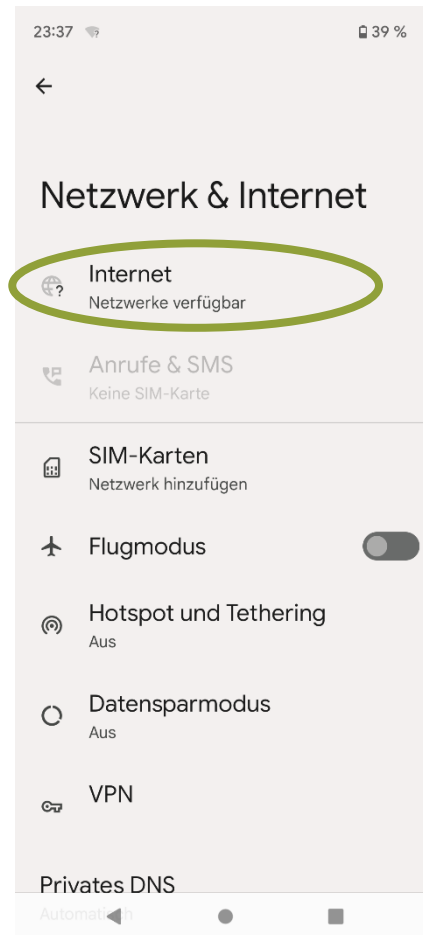 23:37 39 %
Netzwerk & Internet
Internet
Netzwerke verfügbar
Anrufe & SMS
Keine SIM-Karte
SIM-Karten
Netzwerk hinzufügen
Flugmodus
Hotspot und Tethering
Aus
Datensparmodus
Aus
VPN
Privates DNS
Automatisch